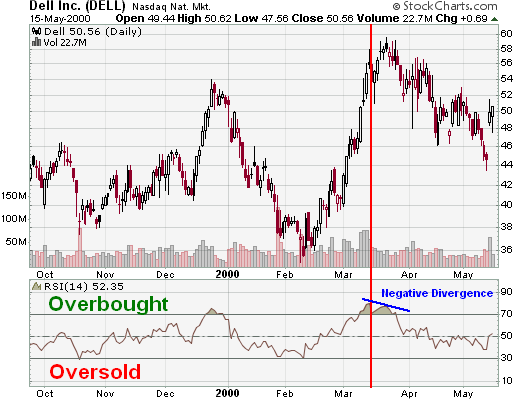 Dell Inc. (DELL) Nasdaq Nat. Mkt. © StockCharts.com
15-May-2000 Open 49.44 High 50.62 Low 47.56 Close 50.56 Volume 22.7M Chg +0.69
Dell 50.56 (Daily)
Vol 22.7M
60
58
56
54
52
50
48
46
44
42
40
38
36
150M
100M
50M
Oct Nov Dec 2000 Feb Mar Apr May
RSI(14) 52.35
Negative Divergence
Overbought
Oversold
90
70
50
30
10
Oct Nov Dec 2000 Feb Mar Apr May